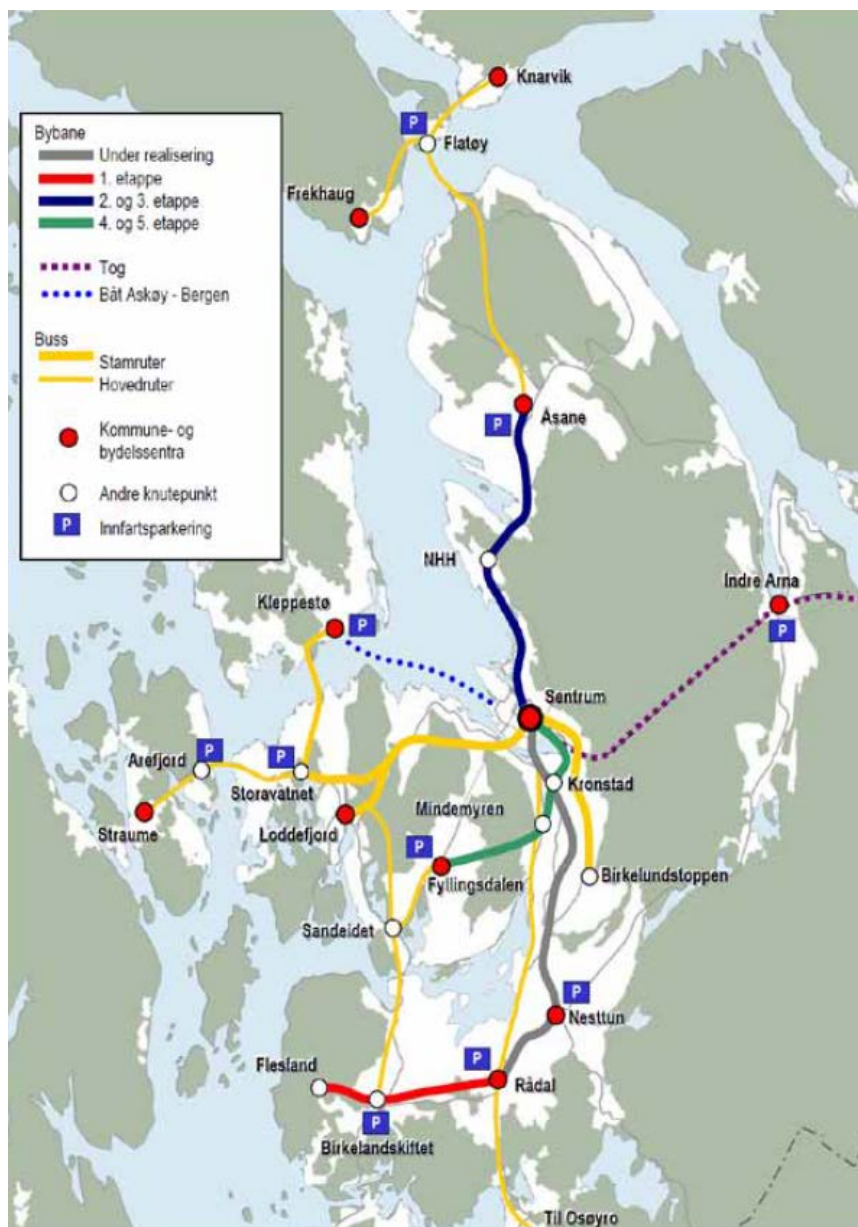 Knarvik
P
Flatøy
Bybane
Under realisering
1. etappe
2. og 3. etappe
4. og 5. etappe
Tog
Båt Askøy - Bergen
Buss
Stamruter
Hovedruter
Kommune- og
bydelssentra
Andre knutepunkt
P
Innfartsparkering
Frekhaug
Åsane
P
NHH
Indre Arna
P
Kleppestø
P
Sentrum
Arefjord
P
P
Storavatnet
Kronstad
Straume
Loddefjord
Mindemyren
P
Fyllingsdalen
Birkelundstoppen
Sandeidet
P
Nesttun
Flesland
P
Rådal
P
Birkelandskiftet
Til Osøyro